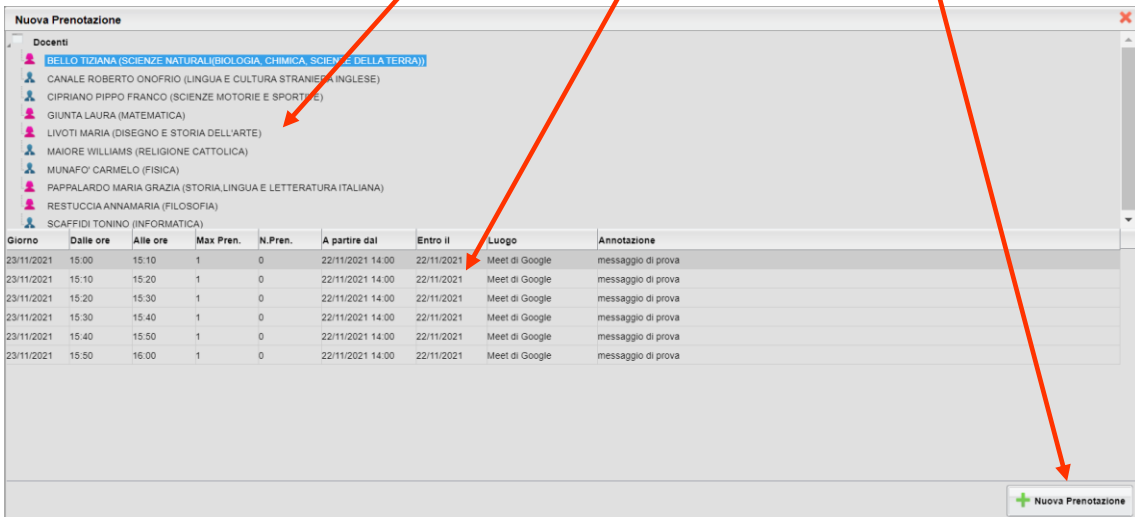 Nuova Prenotazione
Docenti
BELLO TIZIANA (SCIENZE NATURALI(BIOLOGIA, CHIMICA, SCIENZE DELLA TERRA))
CANALE ROBERTO ONOFRIO (LINGUA E CULTURA STRANIERA INGLESE)
CIPRIANO PIPPO FRANCO (SCIENZE MOTORIE E SPORTIVE)
GIUNTA LAURA (MATEMATICA)
LIVOTI MARIA (DISEGNO E STORIA DELL'ARTE)
MAIORE WILLIAMS (RELIGIONE CATTOLICA)
MUNAFO' CARMELO (FISICA)
PAPPALARDO MARIA GRAZIA (STORIA,LINGUA E LETTERATURA ITALIANA)
RESTUCCIA ANNAMARIA (FILOSOFIA)
SCAFFIDI TONINO (INFORMATICA)
Giorno Dalle ore Alle ore Max Pren. N.Pren. A partire dal Entro il Luogo Annotazione
23/11/2021 15:00 15:10 1 0 22/11/2021 14:00 22/11/2021 Meet di Google messaggio di prova
23/11/2021 15:10 15:20 1 0 22/11/2021 14:00 22/11/2021 Meet di Google messaggio di prova
23/11/2021 15:20 15:30 1 0 22/11/2021 14:00 22/11/2021 Meet di Google messaggio di prova
23/11/2021 15:30 15:40 1 0 22/11/2021 14:00 22/11/2021 Meet di Google messaggio di prova
23/11/2021 15:40 15:50 1 0 22/11/2021 14:00 22/11/2021 Meet di Google messaggio di prova
23/11/2021 15:50 16:00 1 0 22/11/2021 14:00 22/11/2021 Meet di Google messaggio di prova
Nuova Prenotazione